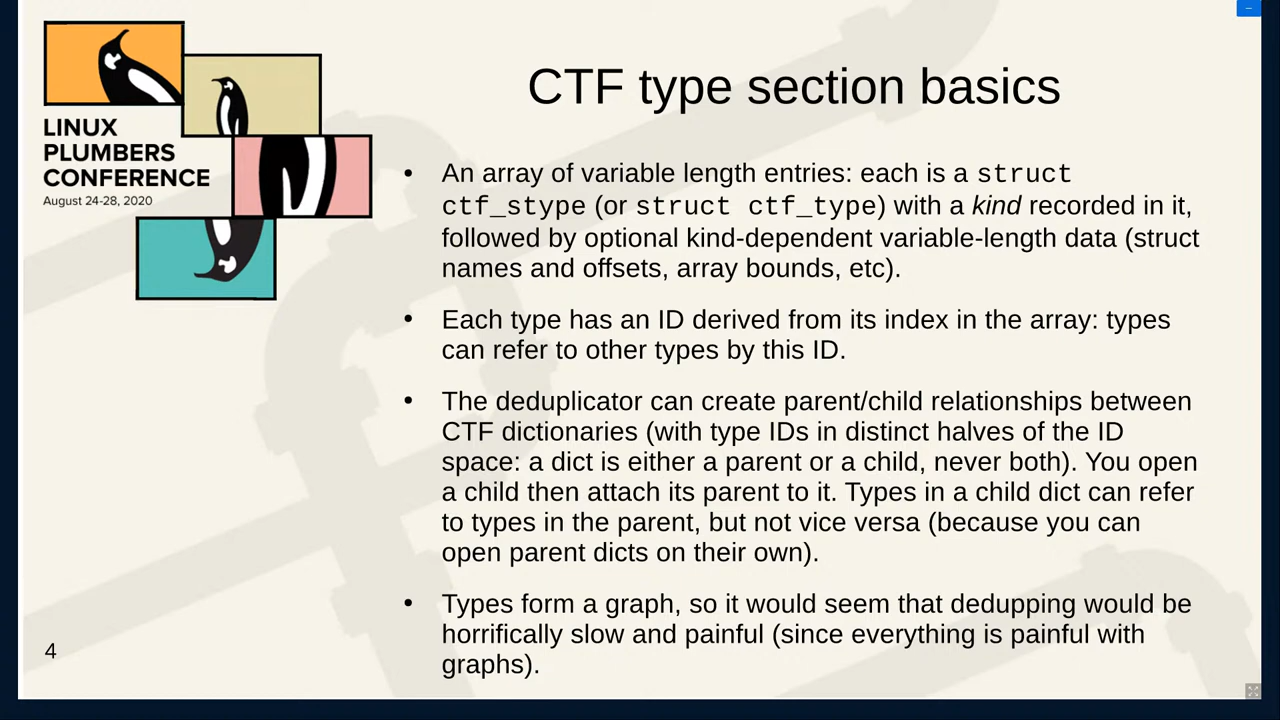 LINUX
PLUMBERS
CONFERENCE
August 24-28, 2020
CTF type section basics
• An array of variable length entries: each is a struct
ctf_stype (or struct ctf_type) with a kind recorded in it,
followed by optional kind-dependent variable-length data (struct
names and offsets, array bounds, etc).
• Each type has an ID derived from its index in the array: types
can refer to other types by this ID.
• The deduplicator can create parent/child relationships between
CTF dictionaries (with type IDs in distinct halves of the ID
space: a dict is either a parent or a child, never both). You open
a child then attach its parent to it. Types in a child dict can refer
to types in the parent, but not vice versa (because you can
open parent dicts on their own).
• Types form a graph, so it would seem that dedupping would be
horrifically slow and painful (since everything is painful with
graphs).
4